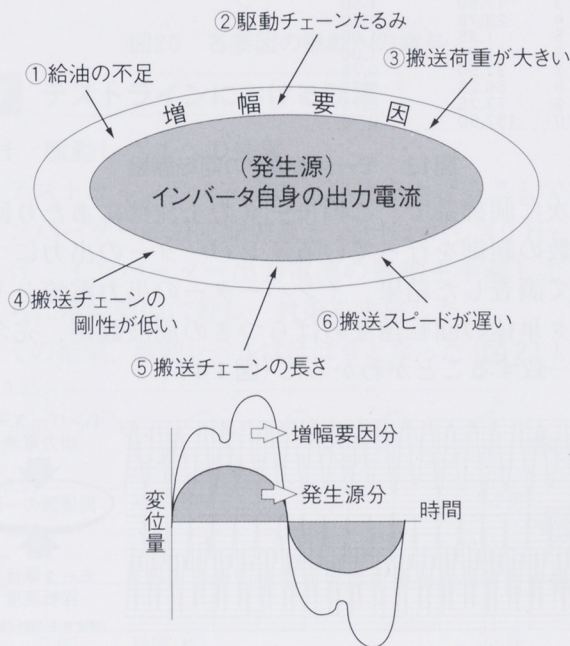 ②駆動チェーンたるみ
①給油の不足
③搬送荷重が大きい
増幅要因
(発生源)
インバータ自身の出力電流
④搬送チェーンの
剛性が低い
⑥搬送スピードが遅い
⑤搬送チェーンの長さ
増幅要因分
発生源分
時間
変位量